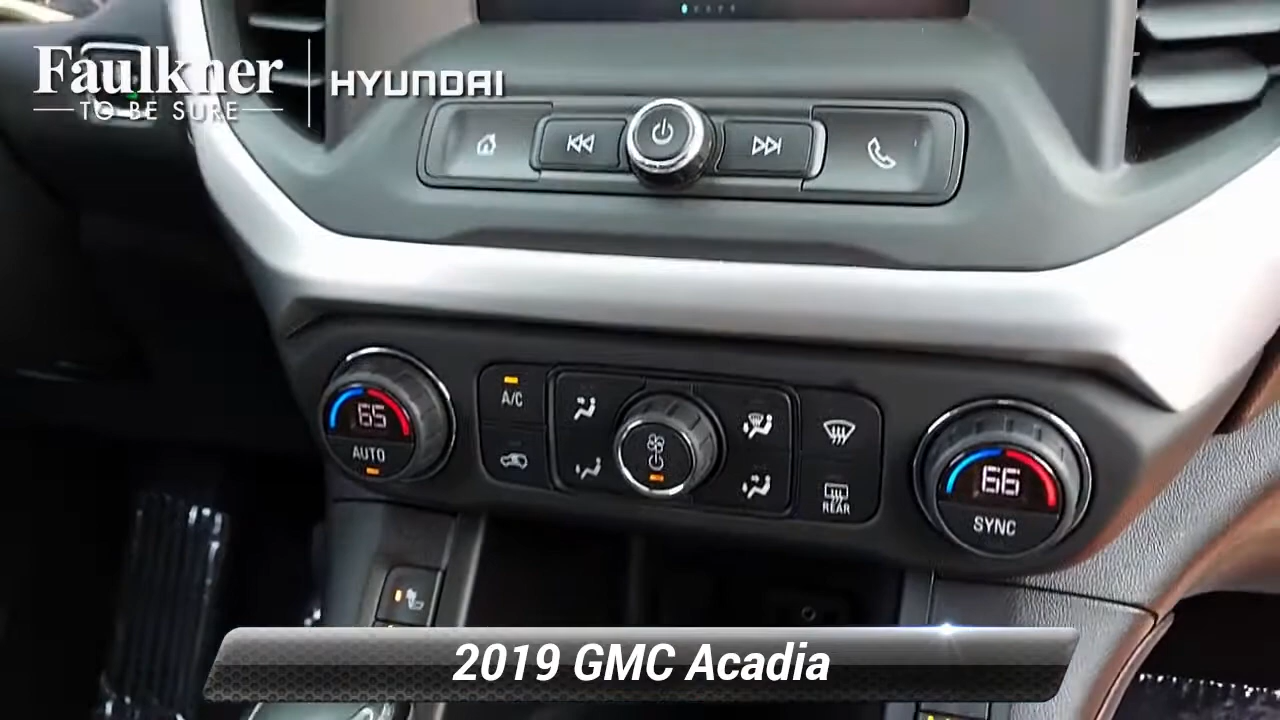 Faulkner
TO BE SURE
HYUNDAI
65
AUTO
A/C
REAR
66
SYNC
2019 GMC Acadia